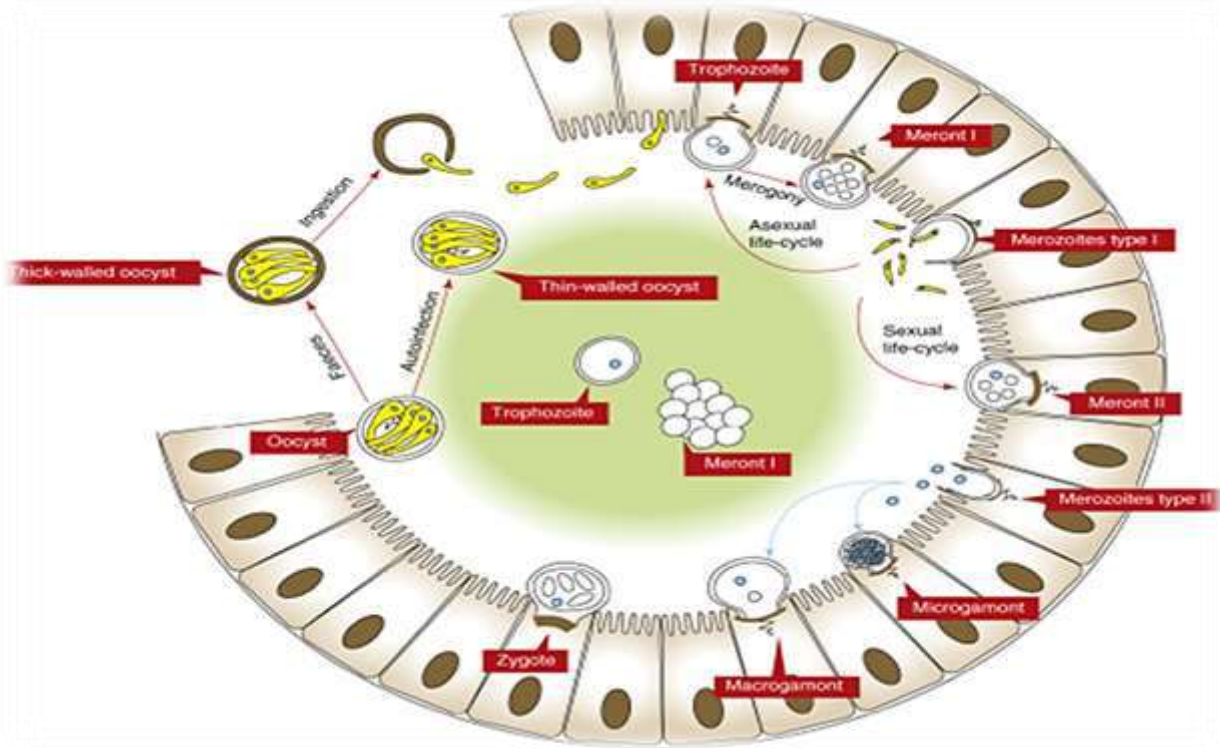 Trophozoite
Meront I
Merogony
Ingestion
Asexual
life-cycle
Merozoites type I
Thick-walled oocyst
Thin-walled oocyst
Autoinfection
Faeces
Sexual
life-cycle
Trophozoite
Meront II
Oocyst
Meront I
Merozoites type II
Microgamont
Zygote
Macrogamont